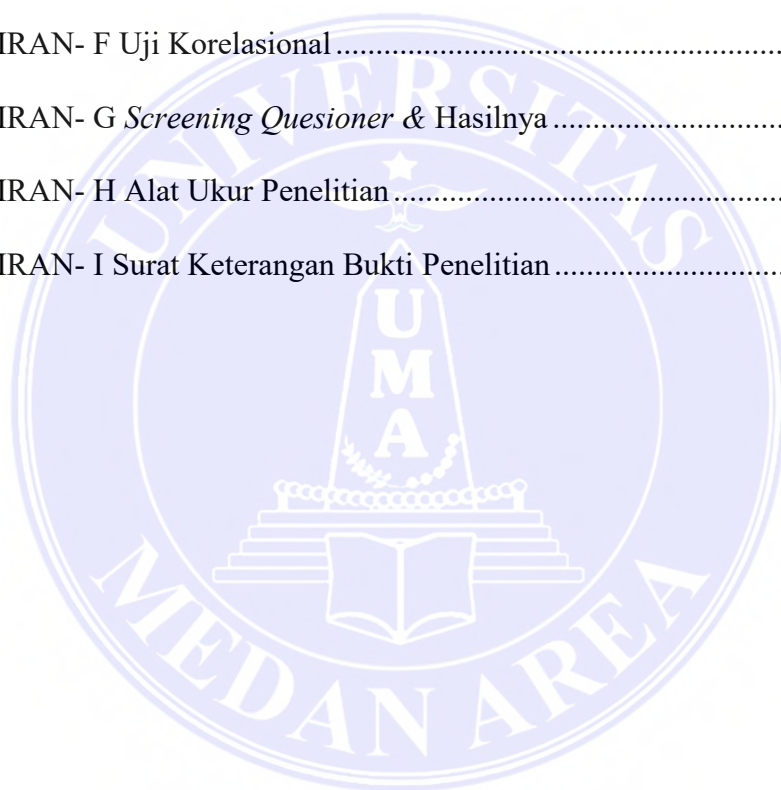 IRAN- F Uji Korelasional................................................................
IRAN- G Screening Quesioner & Hasilnya................................
IRAN- H Alat Ukur Penelitian........................................................
IRAN- I Surat Keterangan Bukti Penelitian................................
UNIVERSITAS
U
M
A
MEDAN AREA